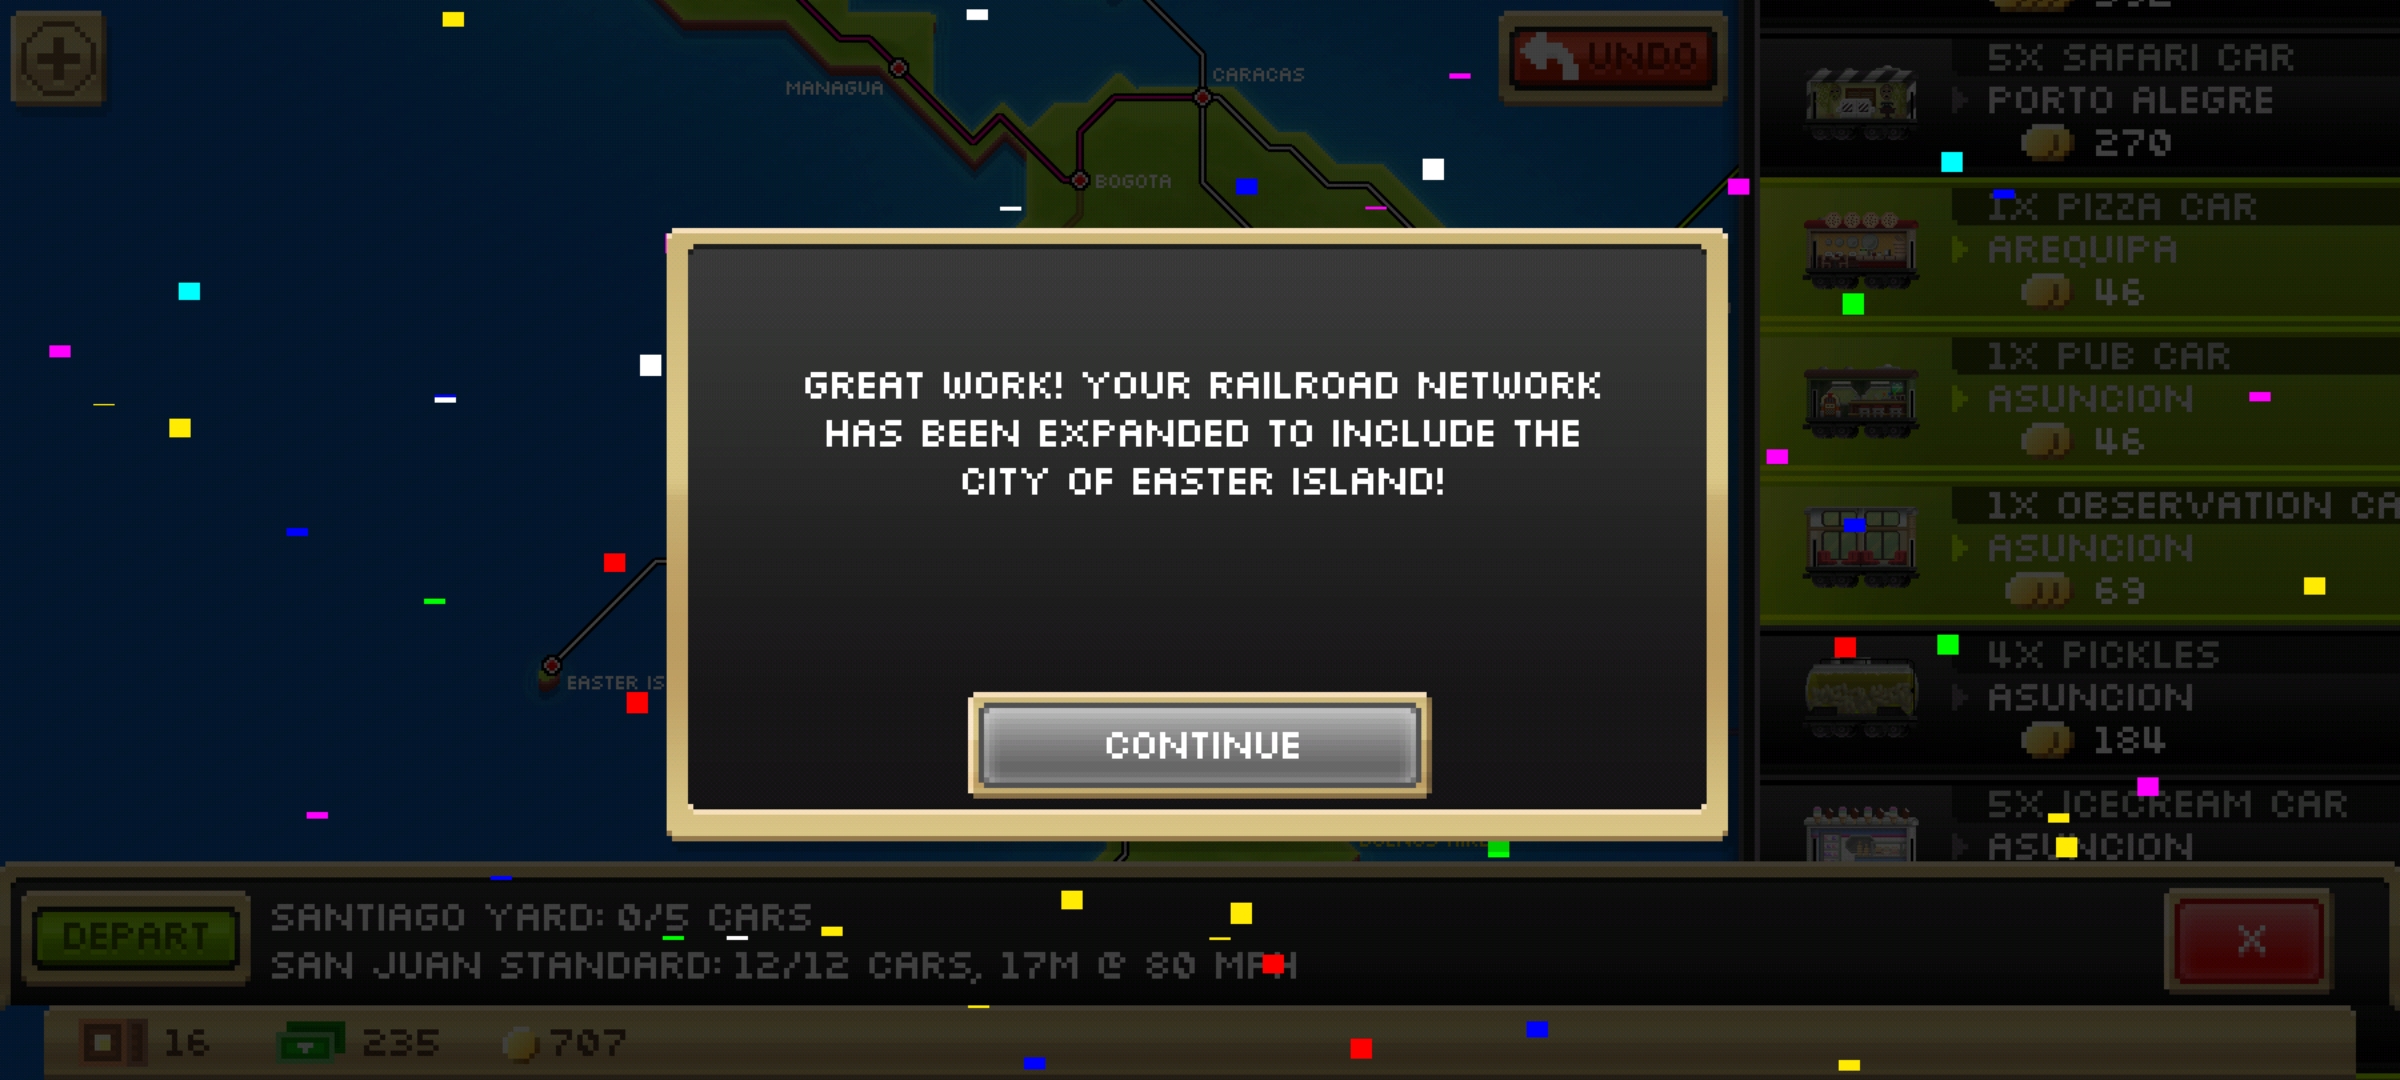 UNDO
MANAGUA
CARACAS
BOGOTA
5X SAFARI CAR
PORTO ALEGRE
270
1X PIZZA CAR
AREQUIPA
46
1X PUB CAR
ASUNCION
46
1X OBSERVATION CA
ASUNCION
69
4X PICKLES
ASUNCION
184
5X ICECREAM CAR
ASUNCION
GREAT WORK! YOUR RAILROAD NETWORK
HAS BEEN EXPANDED TO INCLUDE THE
CITY OF EASTER ISLAND!
CONTINUE
EASTER IS
DEPART
SANTIAGO YARD: 0/5 CARS
SAN JUAN STANDARD: 12/12 CARS, 17M @ 80 MPH
X
16
235
707